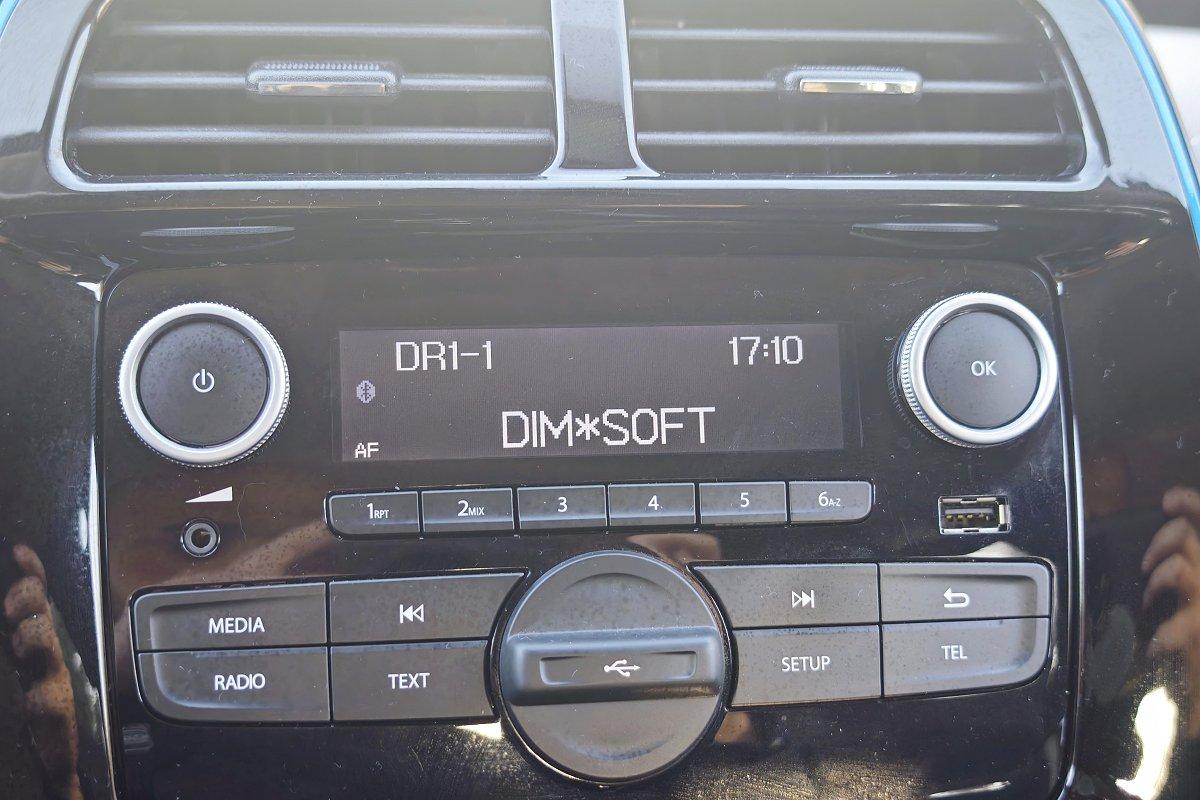 DR1-1 17:10
DIM*SOFT
AF
OK
1RPT 2MIX 3 4 5 6A-Z
MEDIA
RADIO TEXT SETUP TEL